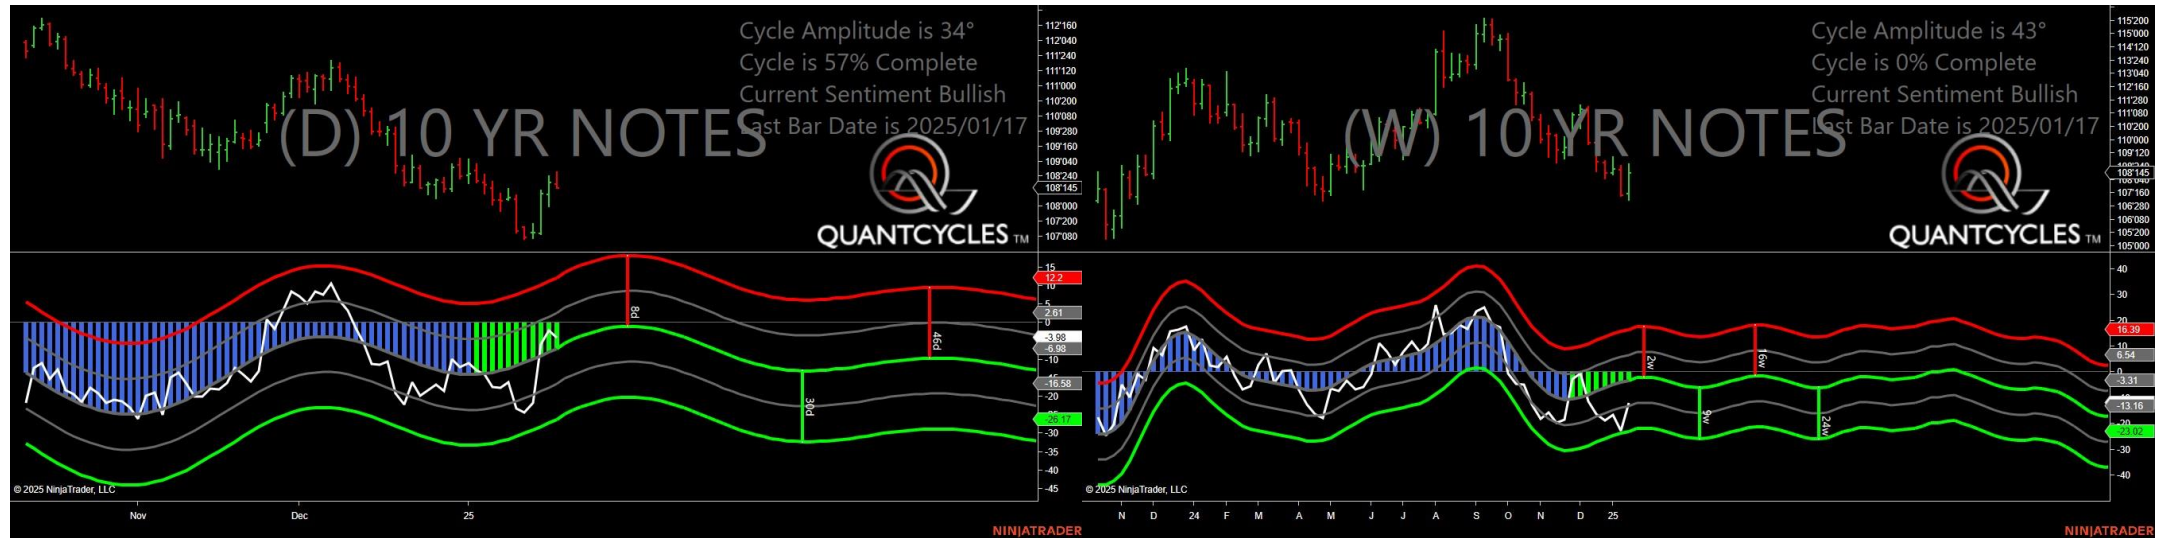 Cycle Amplitude is 34°
Cycle is 57% Complete
Current Sentiment Bullish
Last Bar Date is 2025/01/17
(D) 10 YR NOTES
QUANTCYCLES TM
112'160
112'040
111'240
111'120
111'000
110'200
110'080
109'280
109'160
109'040
108'240
108'145
108'000
107'200
107'080
15
12.2
10
5
2.61
0
-3.98
-6.98
-10
-16.58
-20
-26.17
-30
-35
-40
-45
8d
30d
46d
© 2025 NinjaTrader, LLC
Nov
Dec
25
NINJATRADER
Cycle Amplitude is 43°
Cycle is 0% Complete
Current Sentiment Bullish
Last Bar Date is 2025/01/17
(W) 10 YR NOTES
QUANTCYCLES TM
115'200
115'000
114'120
113'240
113'040
112'160
111'280
111'080
110'200
110'000
109'120
108'145
107'160
106'280
106'080
105'200
105'000
40
30
20
16.39
10
6.54
0
-3.31
-13.16
-23.02
-30
-40
2w
9w
16w
24w
© 2025 NinjaTrader, LLC
N
D
24
F
M
A
M
J
J
A
S
O
N
D
25
NINJATRADER